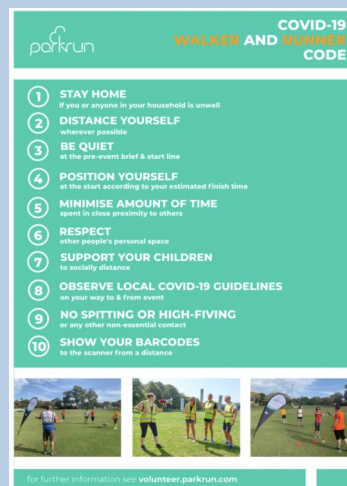 parkrun
COVID-19
WALKER AND RUNNER
CODE
1 STAY HOME
if you or anyone in your household is unwell
2 DISTANCE YOURSELF
wherever possible
3 BE QUIET
at the pre-event brief & start line
4 POSITION YOURSELF
at the start according to your estimated finish time
5 MINIMISE AMOUNT OF TIME
spent in close proximity to others
6 RESPECT
other people's personal space
7 SUPPORT YOUR CHILDREN
to socially distance
8 OBSERVE LOCAL COVID-19 GUIDELINES
on your way to & from event
9 NO SPITTING OR HIGH-FIVING
or any other non-essential contact
10 SHOW YOUR BARCODES
to the scanner from a distance
for further information see volunteer.parkrun.com